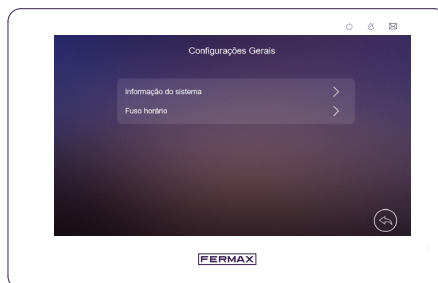 Configurações Gerais
Informação do sistema
Fuso horário
FERMAX